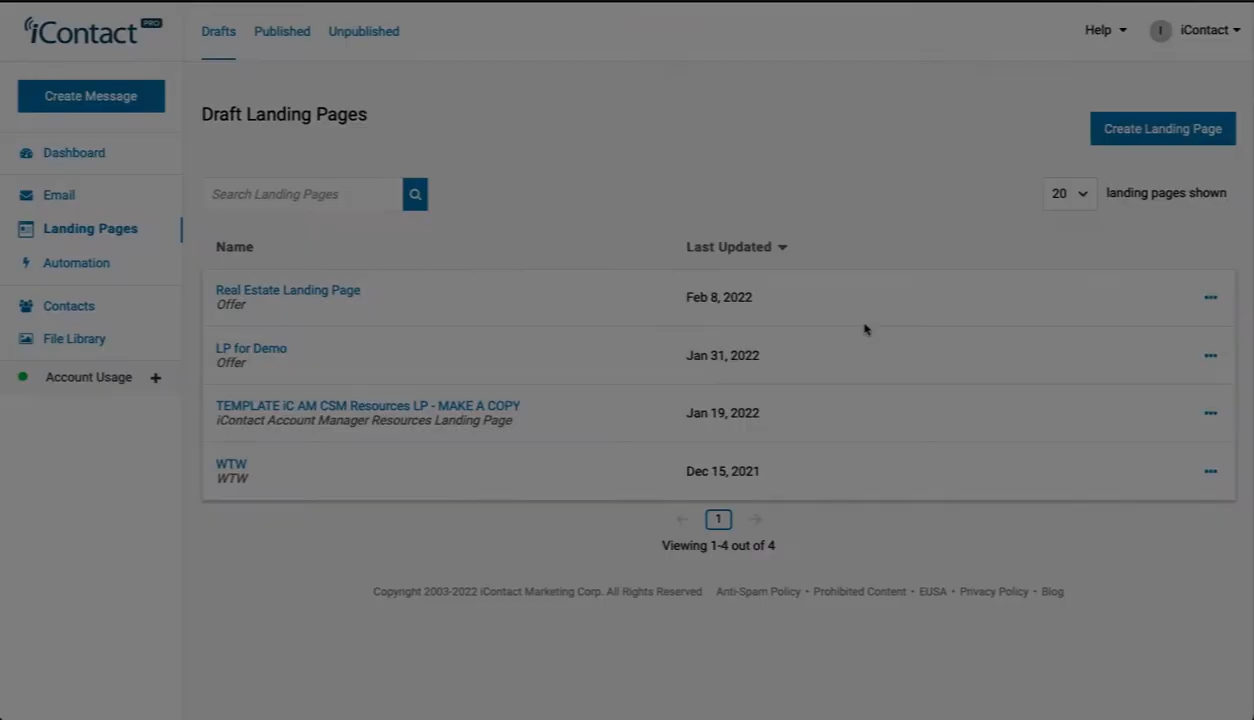 iContact PRO
Drafts Published Unpublished
Help
I iContact
Create Message
Dashboard
Email
Landing Pages
Automation
Contacts
File Library
Account Usage +
Draft Landing Pages
Create Landing Page
Search Landing Pages
20 landing pages shown
Name Last Updated
Real Estate Landing Page
Offer
Feb 8, 2022
LP for Demo
Offer
Jan 31, 2022
TEMPLATE iC AM CSM Resources LP - MAKE A COPY
iContact Account Manager Resources Landing Page
Jan 19, 2022
WTW
WTW
Dec 15, 2021
1
Viewing 1-4 out of 4
Copyright 2003-2022 iContact Marketing Corp. All Rights Reserved Anti-Spam Policy • Prohibited Content • EUSA • Privacy Policy • Blog